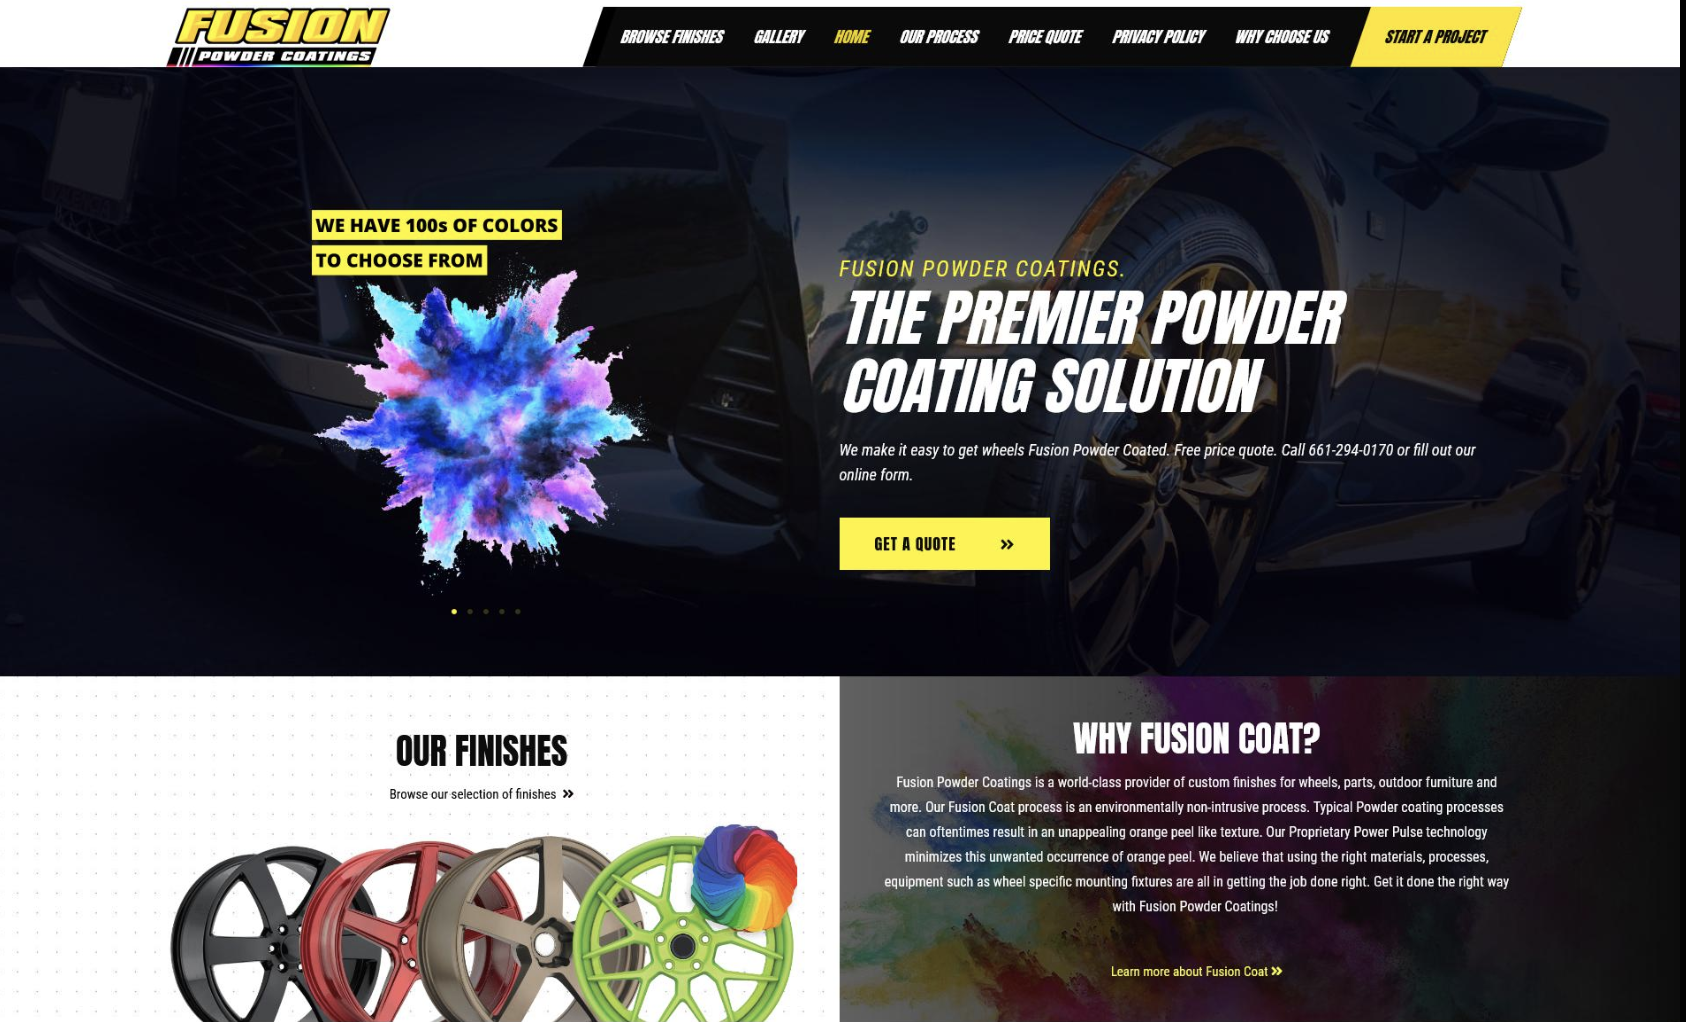 FUSION
POWDER COATINGS
BROWSE FINISHES GALLERY HOME OUR PROCESS PRICE QUOTE PRIVACY POLICY WHY CHOOSE US START A PROJECT
WE HAVE 100s OF COLORS
TO CHOOSE FROM
FUSION POWDER COATINGS.
THE PREMIER POWDER
COATING SOLUTION
We make it easy to get wheels Fusion Powder Coated. Free price quote. Call 661-294-0170 or fill out our
online form.
GET A QUOTE
OUR FINISHES
Browse our selection of finishes
WHY FUSION COAT?
Fusion Powder Coatings is a world-class provider of custom finishes for wheels, parts, outdoor furniture and
more. Our Fusion Coat process is an environmentally non-intrusive process. Typical Powder coating processes
can oftentimes result in an unappealing orange peel like texture. Our Proprietary Power Pulse technology
minimizes this unwanted occurrence of orange peel. We believe that using the right materials, processes,
equipment such as wheel specific mounting fixtures are all in getting the job done right. Get it done the right way
with Fusion Powder Coatings!
Learn more about Fusion Coat